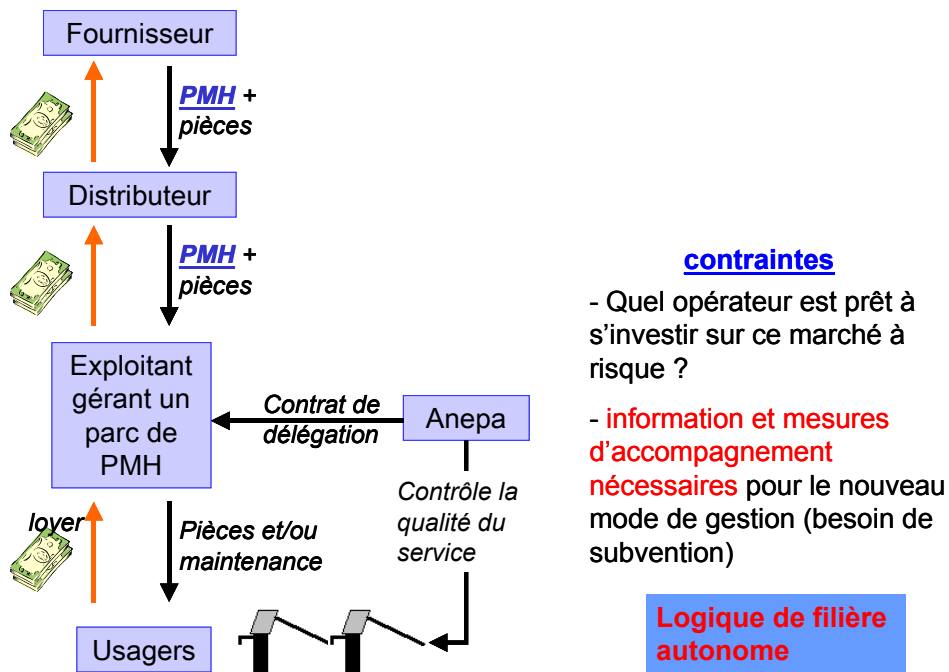 Fournisseur
PMH +
pièces
Distributeur
PMH +
pièces
Exploitant
gérant un
parc de
PMH
Contrat de
délégation
Anepa
Contrôle la
qualité du
service
loyer
Pièces et/ou
maintenance
Usagers
contraintes
- Quel opérateur est prêt à
s’investir sur ce marché à
risque ?
- information et mesures
d’accompagnement
nécessaires pour le nouveau
mode de gestion (besoin de
subvention)
Logique de filière
autonome